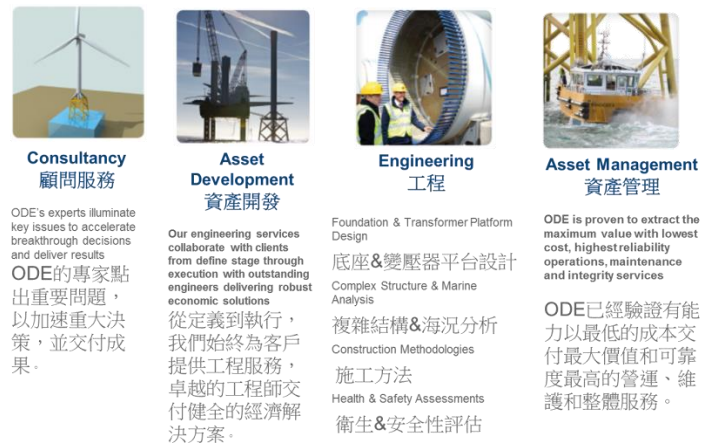 Consultancy
顧問服務
ODE's experts illuminate
key issues to accelerate
breakthrough decisions
and deliver results
ODE的專家點
出重要問題，
以加速重大決
策，並交付成
果。
Asset
Development
資產開發
Our engineering services
collaborate with clients
from define stage through
execution with outstanding
engineers delivering robust
economic solutions
從定義到執行，
我們始終為客戶
提供工程服務，
卓越的工程師交
付健全的經濟解
決方案。
Engineering
工程
Foundation & Transformer Platform
Design
底座&變壓器平台設計
Complex Structure & Marine
Analysis
複雜結構&海況分析
Construction Methodologies
施工方法
Health & Safety Assessments
衛生&安全性評估
Asset Management
資產管理
ODE is proven to extract the
maximum value with lowest
cost, highest reliability
operations, maintenance
and integrity services
ODE已經驗證有能
力以最低的成本交
付最大價值和可靠
度最高的營運、維
護和整體服務。